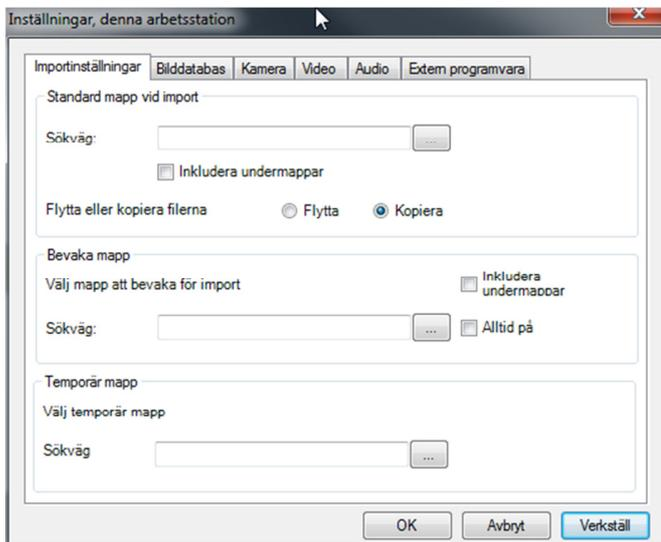 Inställningar, denna arbetsstation
Importinställningar Bilddatabas Kamera Video Audio Extern programvara
Standard mapp vid import
Sökväg: ...
Inkludera undermappar
Flytta eller kopiera filerna Flytta Kopiera
Bevaka mapp
Välj mapp att bevaka för import Inkludera
undermappar
Sökväg: ... Alltid på
Temporär mapp
Välj temporär mapp
Sökväg ...
OK Avbryt Verkställ